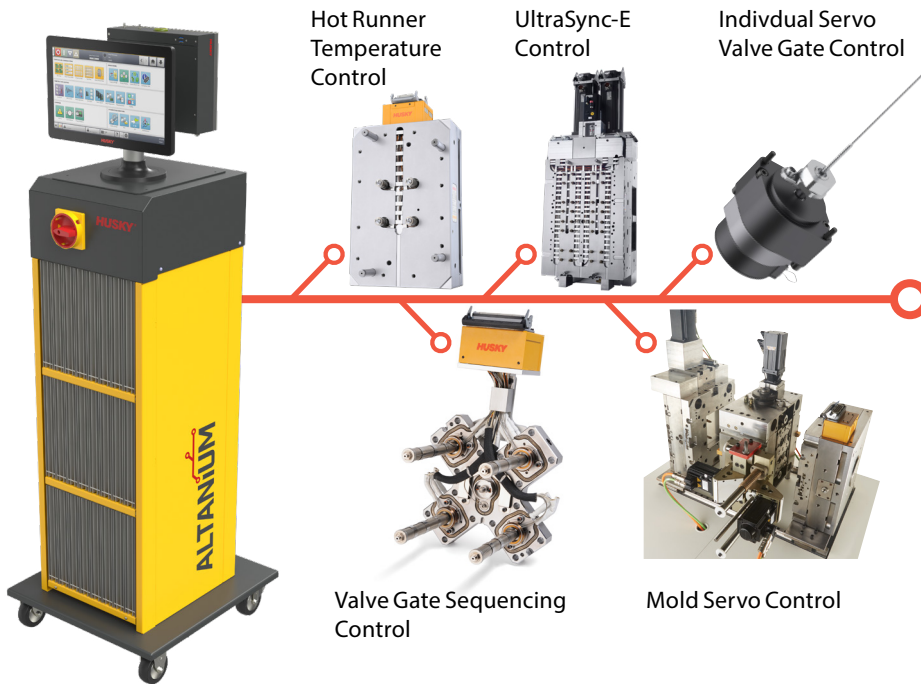 Hot Runner
Temperature
Control
UltraSync-E
Control
Indivdual Servo
Valve Gate Control
HUSKY
HUSKY
HUSKY
ALTANIUM
Valve Gate Sequencing
Control
Mold Servo Control